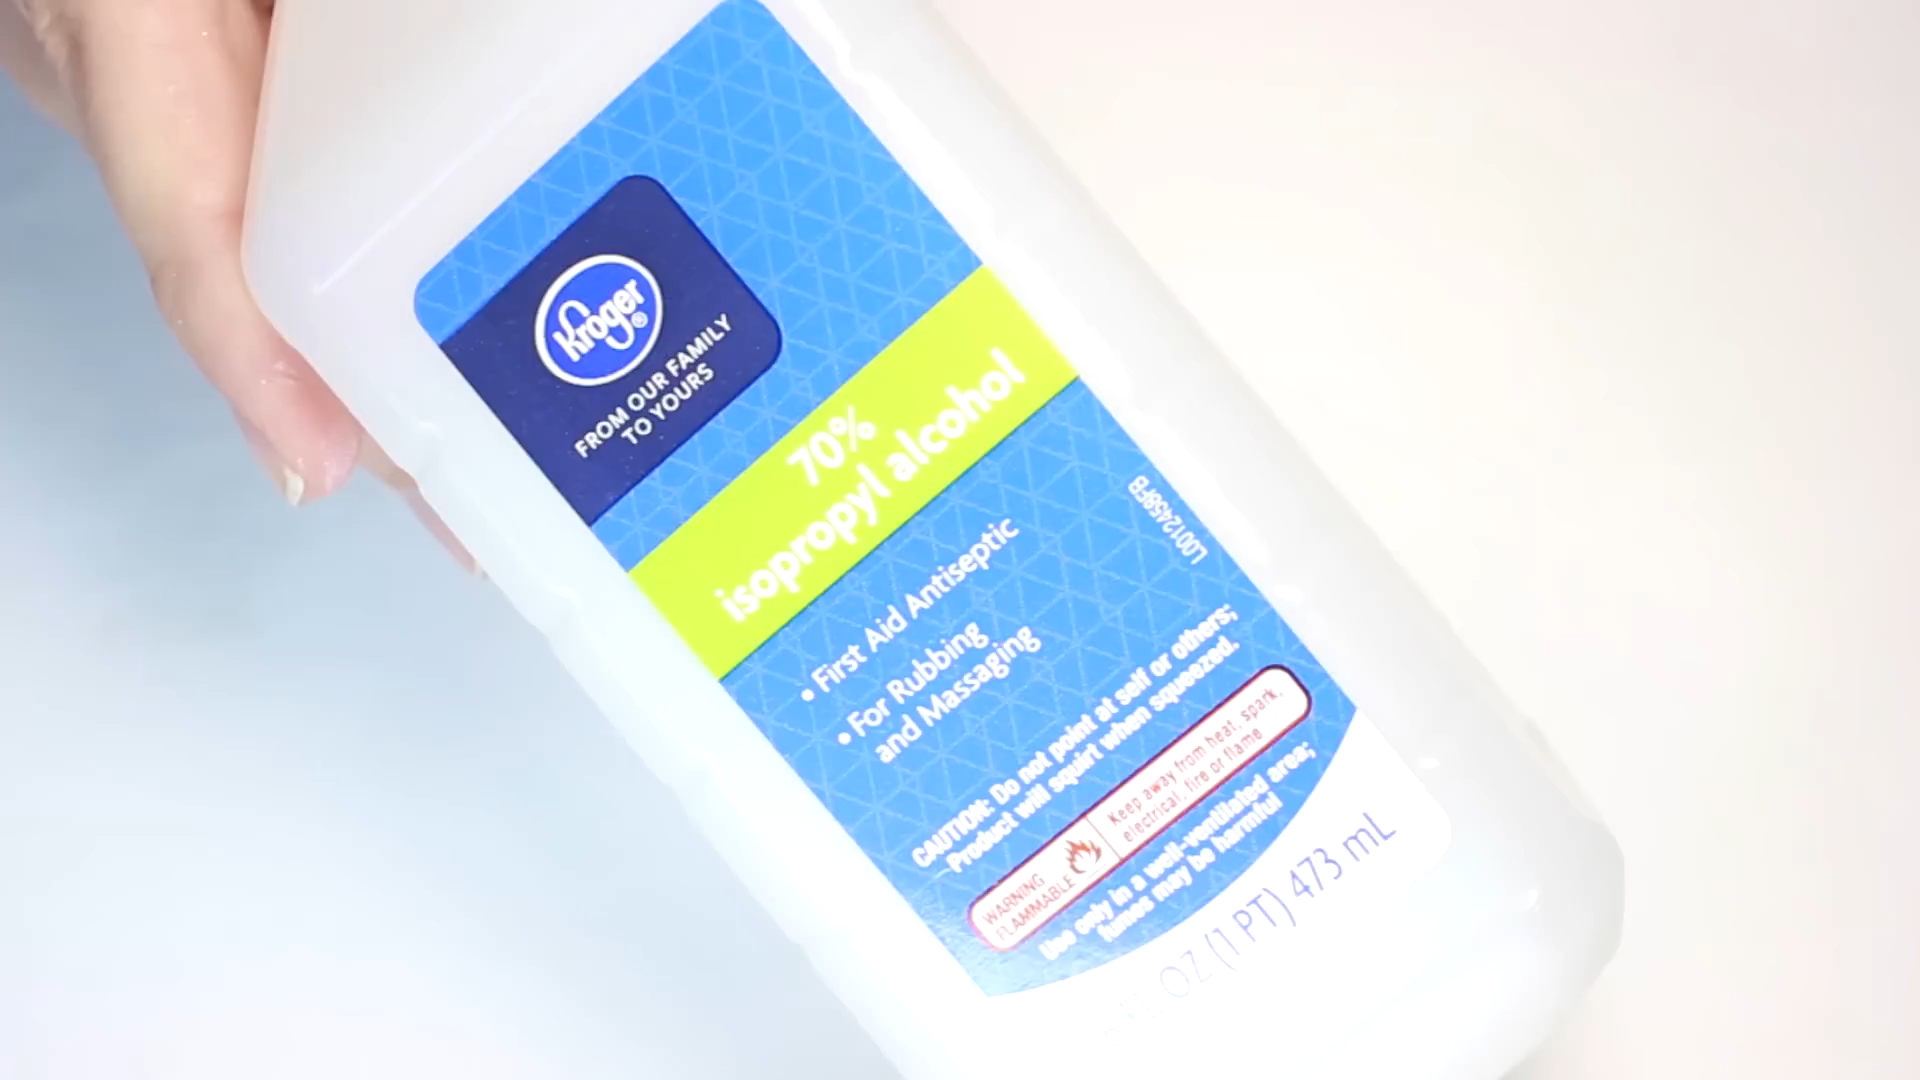 Kroger®
FROM OUR FAMILY
TO YOURS
70%
isopropyl alcohol
• First Aid Antiseptic
• For Rubbing
and Massaging
L0012458FB
CAUTION: Do not point at self or others;
Product will squirt when squeezed.
WARNING
FLAMMABLE
Keep away from heat, spark,
electrical, fire or flame
Use only in a well-ventilated area;
fumes may be harmful
OZ (1 PT) 473 mL